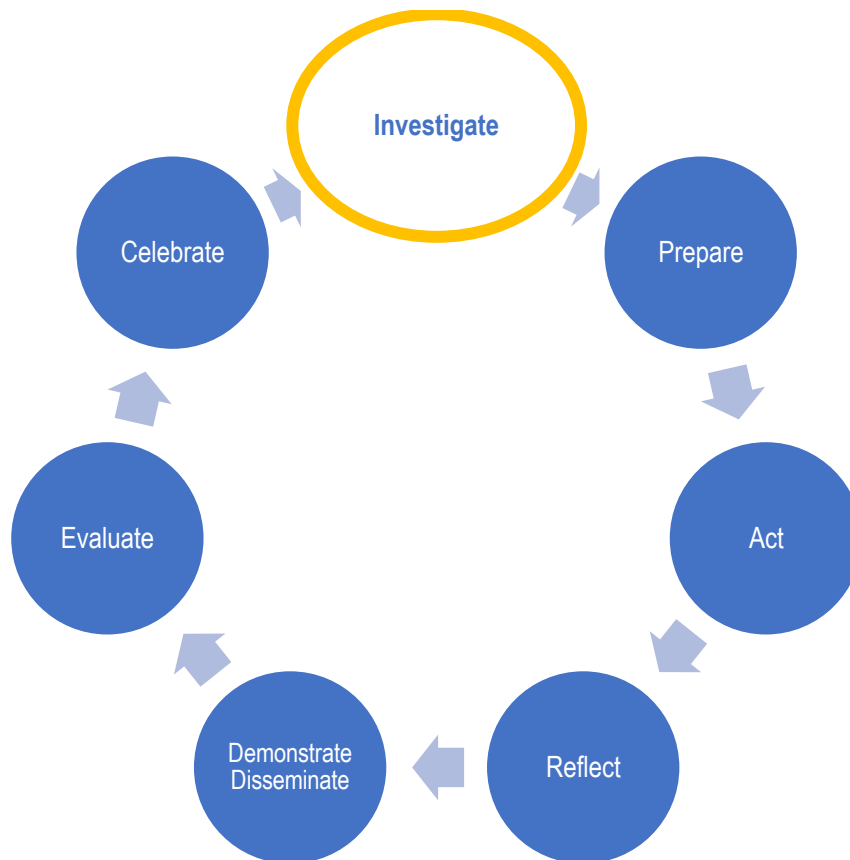 Investigate
Prepare
Act
Reflect
Demonstrate
Disseminate
Evaluate
Celebrate